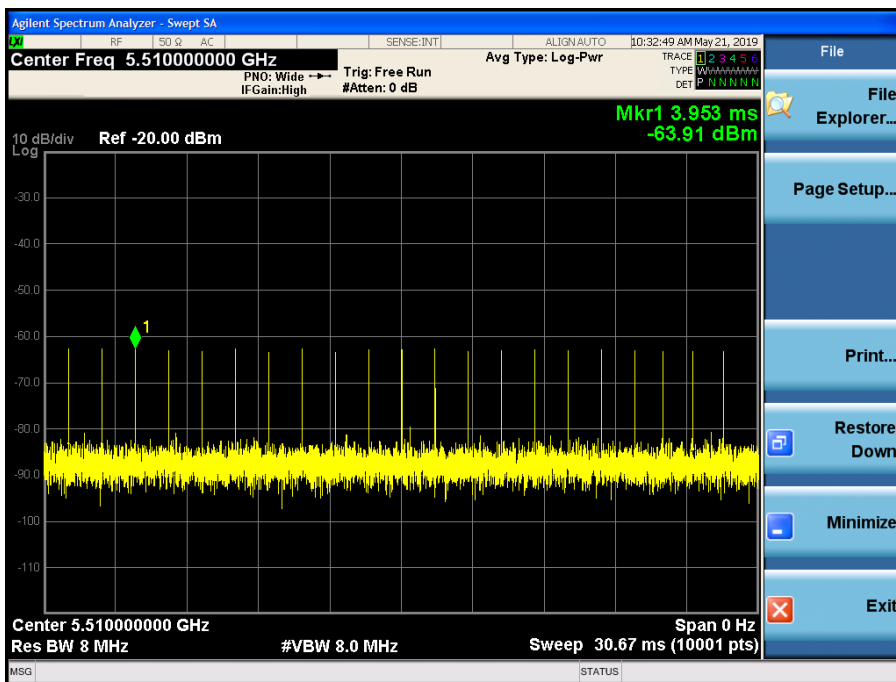 Agilent Spectrum Analyzer - Swept SA
LXI RF 50 Ω AC SENSE:INT ALIGN AUTO 10:32:49 AM May 21, 2019
Center Freq 5.510000000 GHz
PNO: Wide
IFGain:High
Trig: Free Run
#Atten: 0 dB
Avg Type: Log-Pwr
TRACE 1 2 3 4 5 6
TYPE W
DET P N N N N N
Mkr1 3.953 ms
-63.91 dBm
10 dB/div Ref -20.00 dBm
Log
-30.0
-40.0
-50.0
-60.0
-70.0
-80.0
-90.0
-100
-110
1
Center 5.510000000 GHz Span 0 Hz
Res BW 8 MHz #VBW 8.0 MHz Sweep 30.67 ms (10001 pts)
MSG STATUS
File
File
Explorer...
Page Setup...
Print...
Restore
Down
Minimize
Exit